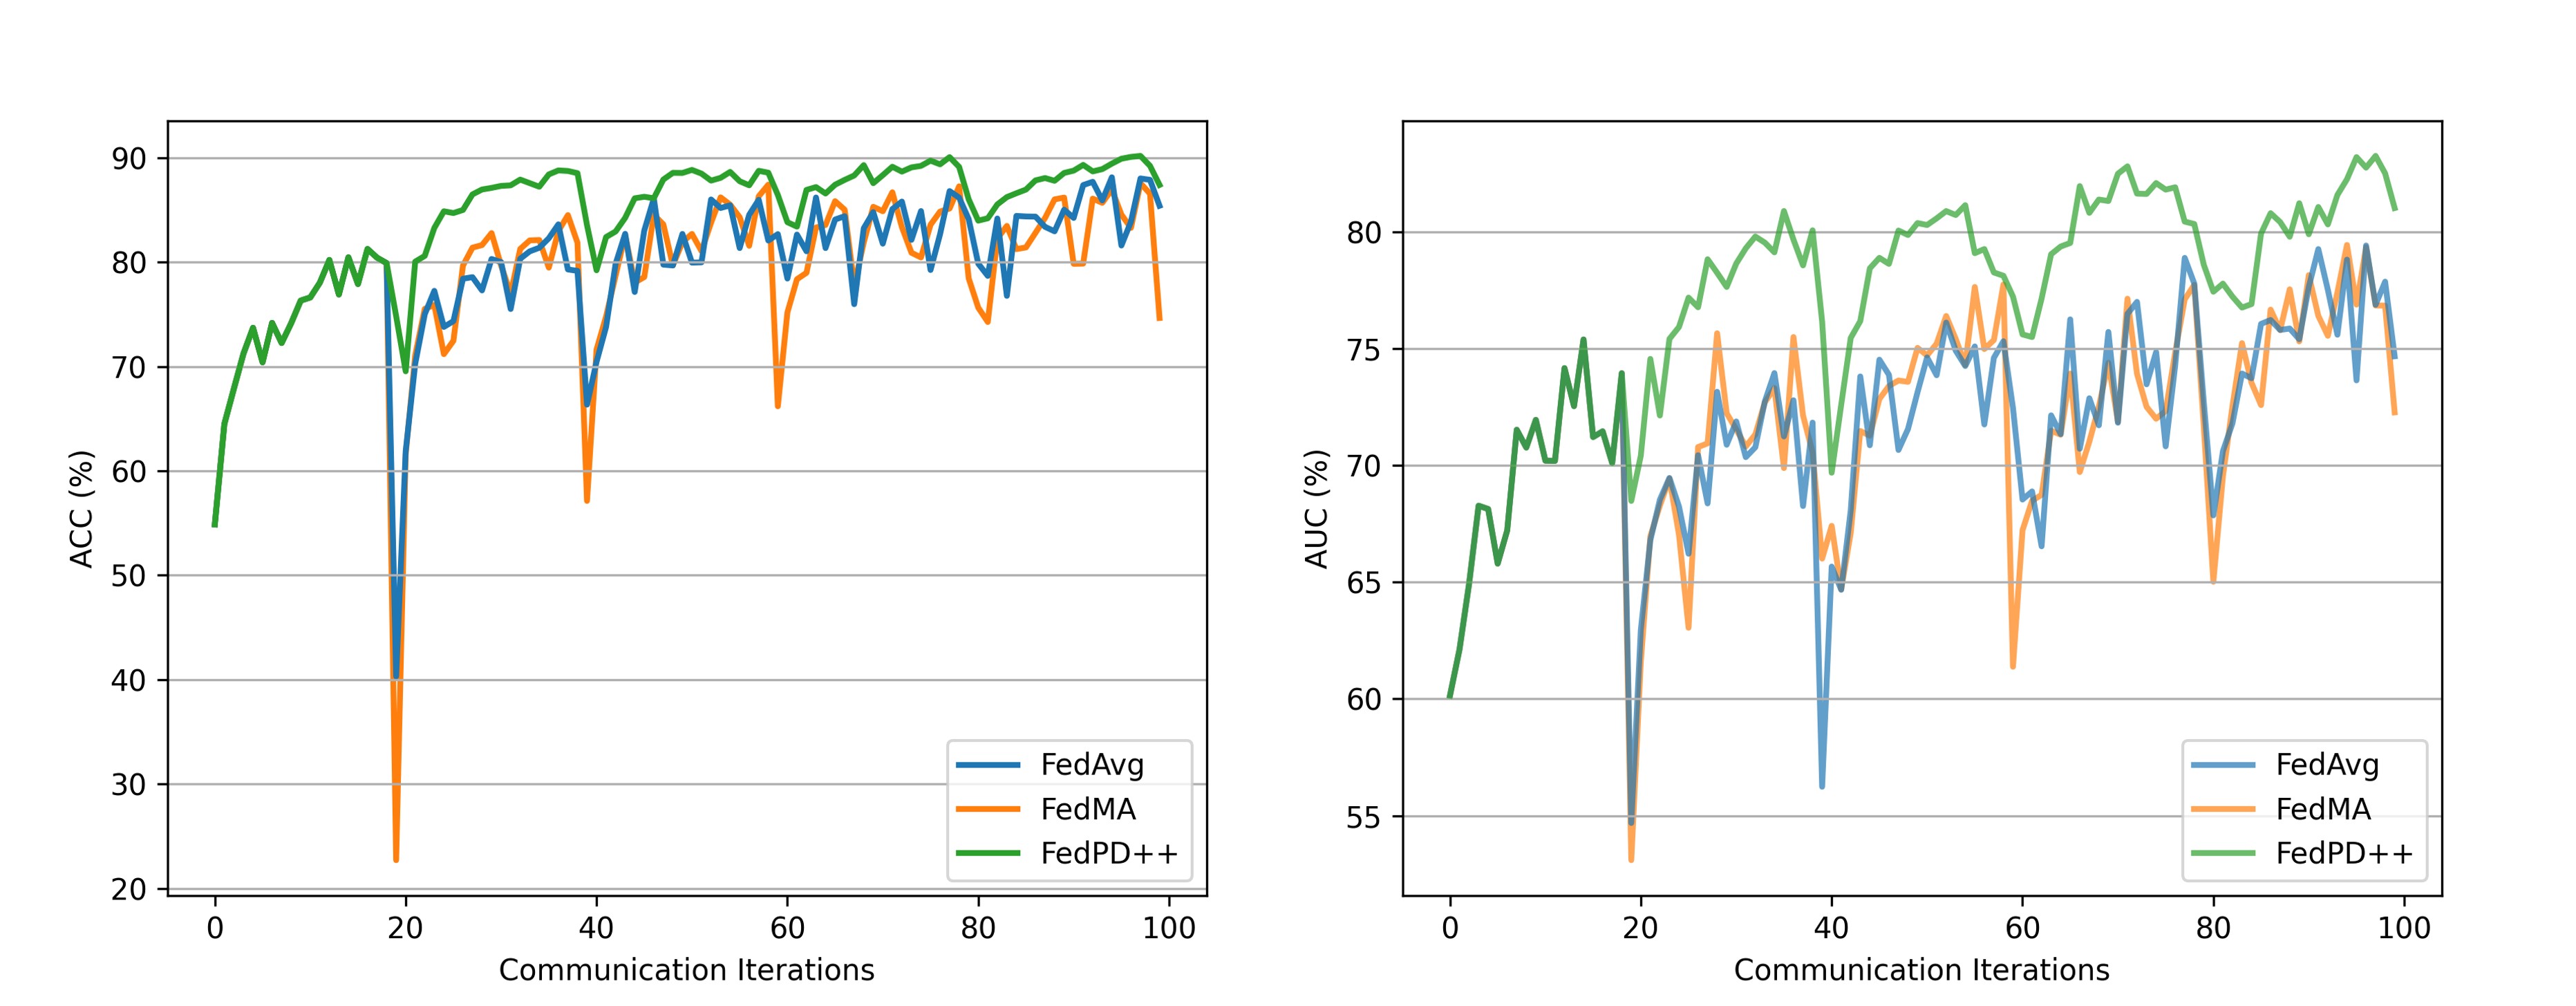 90
80
70
60
50
40
30
20
ACC (%)
0 20 40 60 80 100
Communication Iterations
FedAvg
FedMA
FedPD++
80
75
70
65
60
55
AUC (%)
0 20 40 60 80 100
Communication Iterations
FedAvg
FedMA
FedPD++